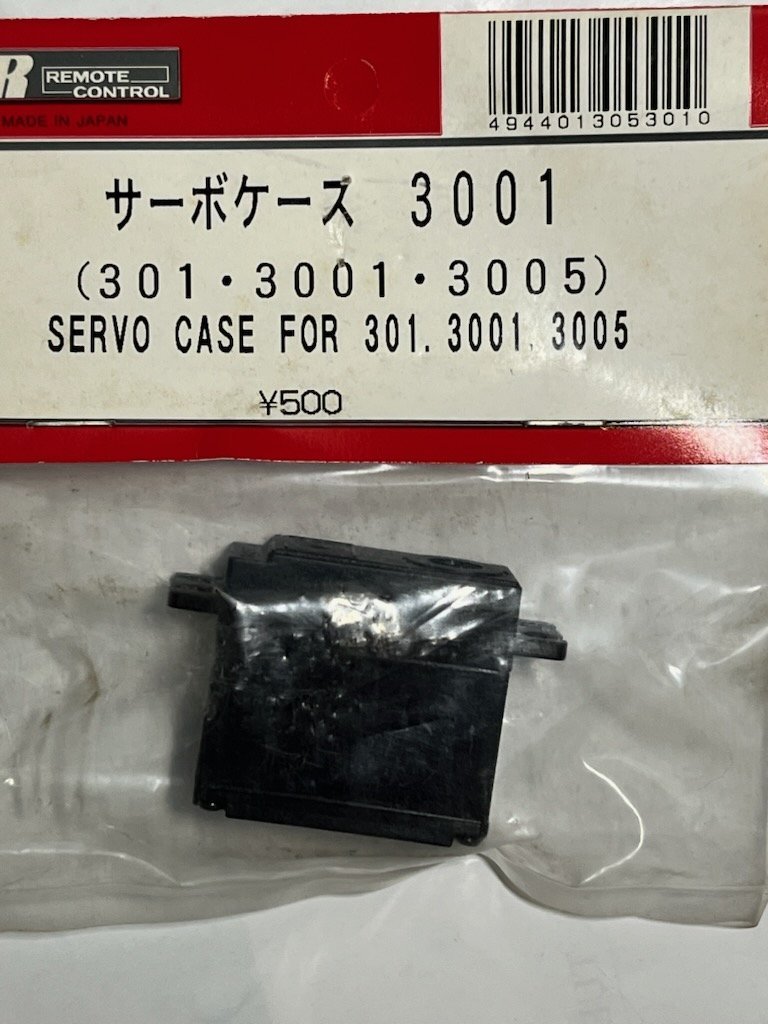 R REMOTE
CONTROL
MADE IN JAPAN
4944013053010
サーボケース 3001
(301・3001・3005)
SERVO CASE FOR 301.3001.3005
¥500